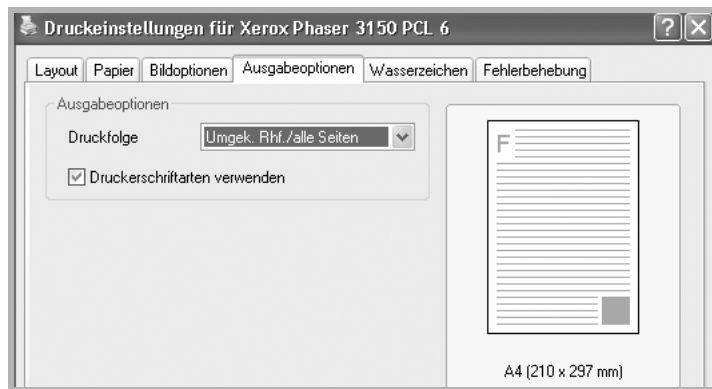 Druckeinstellungen für Xerox Phaser 3150 PCL 6
Layout Papier Bildoptionen Ausgabeoptionen Wasserzeichen Fehlerbehebung
Ausgabeoptionen
Druckfolge Umgek. Rhf./alle Seiten
Druckerschriftarten verwenden
F
A4 (210 x 297 mm)